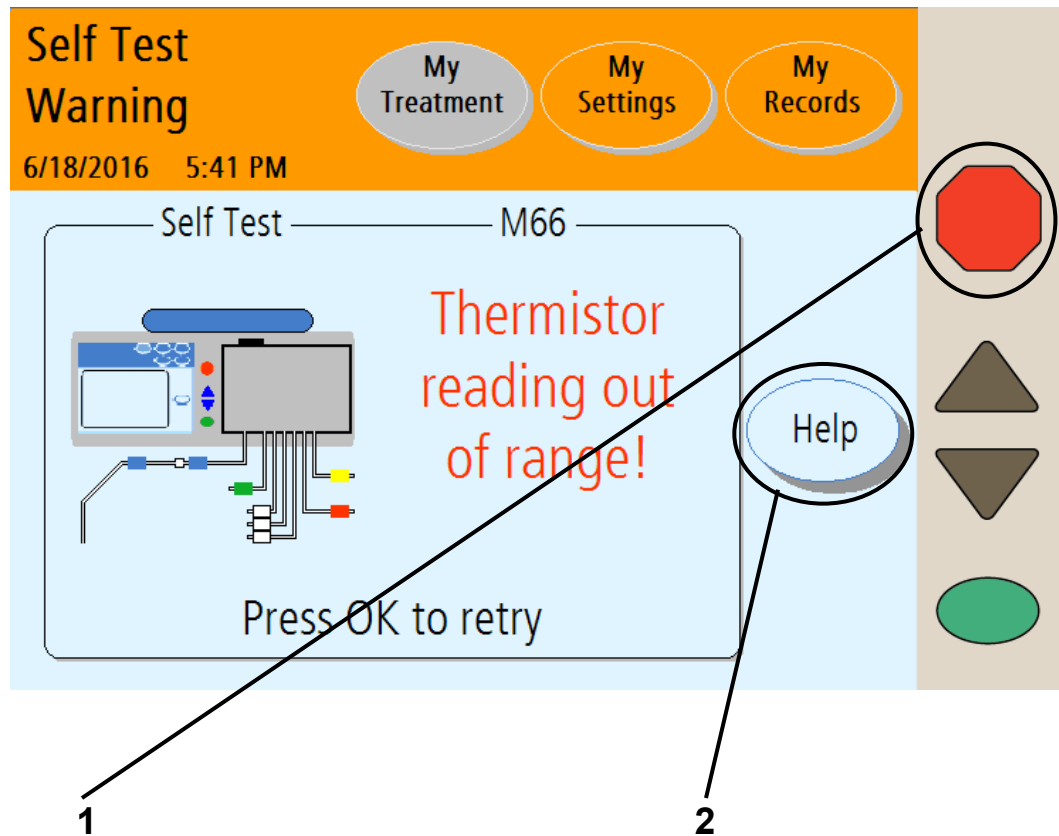 Self Test
Warning
6/18/2016 5:41 PM
My
Treatment
My
Settings
My
Records
Self Test
M66
Thermistor
reading out
of range!
Help
Press OK to retry
1
2